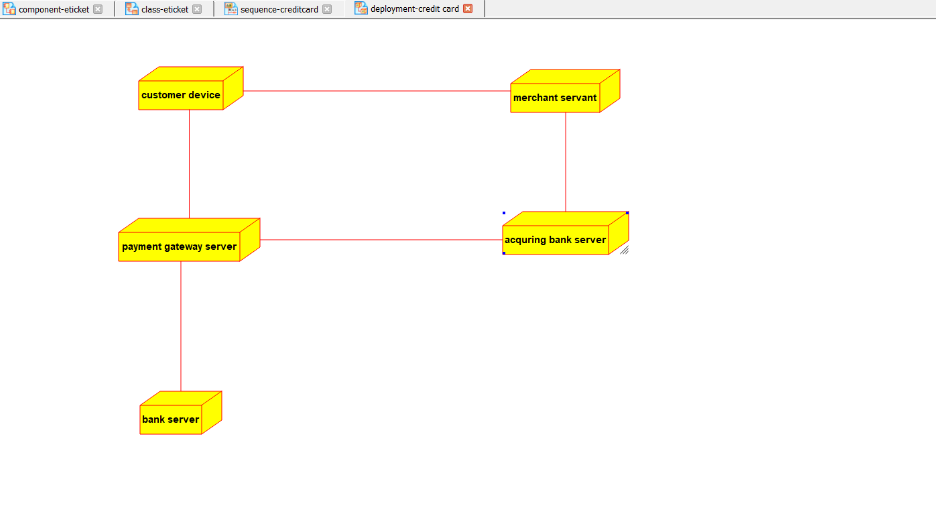 component-eticket
class-eticket
sequence-creditcard
deployment-credit card
customer device
merchant servant
payment gateway server
acquring bank server
bank server